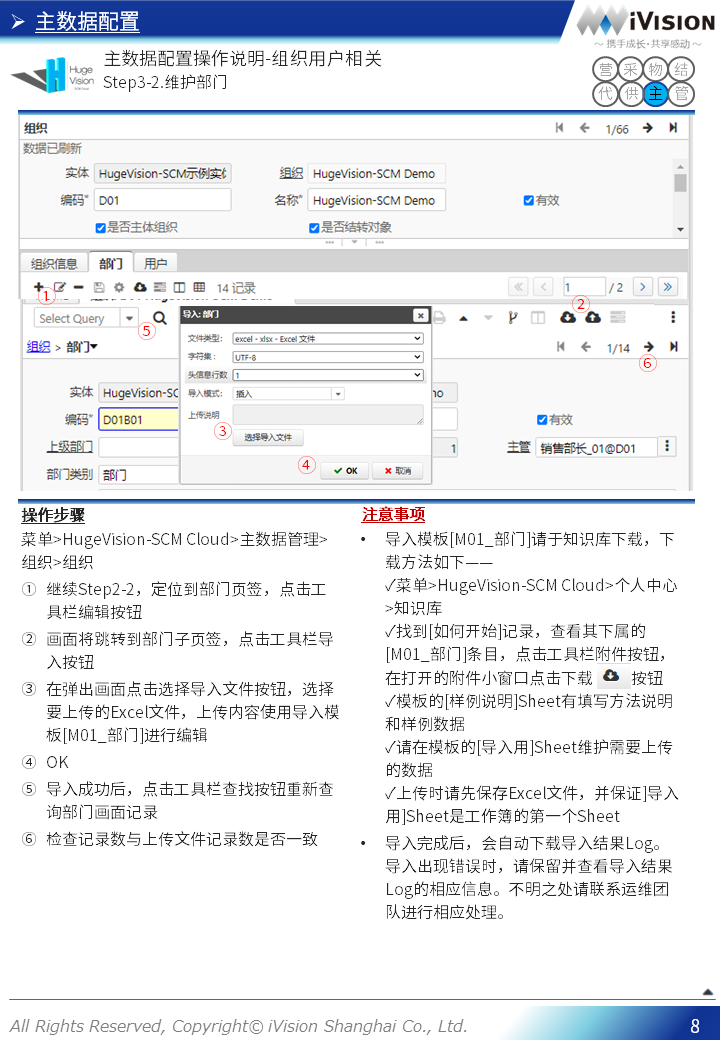 主数据配置
iVision
～ 携手成长·共享感动 ～
Huge
Vision
主数据配置操作说明-组织用户相关
Step3-2.维护部门
营 采 物 结
代 供 主 管
组织
1/66
数据已刷新
实体 HugeVision-SCM示例实体 组织 HugeVision-SCM Demo
编码* D01 名称* HugeVision-SCM Demo 有效
是否主体组织 是否结转对象
组织信息 部门 用户
① 14 记录 1 / 2
②
Select Query ⑤
导入: 部门
组织 > 部门 1/14 ⑥
文件类型: excel - xlsx - Excel 文件
字符集: UTF-8
头信息行数 1
导入模式: 插入
上传说明
③ 选择导入文件
④ OK 取消
实体 HugeVision-SC mo
编码* D01B01 有效
上级部门 1 主管 销售部长_01@D01
部门类别 部门
操作步骤
菜单>HugeVision-SCM Cloud>主数据管理>
组织>组织
① 继续Step2-2，定位到部门页签，点击工
具栏编辑按钮
② 画面将跳转到部门子页签，点击工具栏导
入按钮
③ 在弹出画面点击选择导入文件按钮，选择
要上传的Excel文件，上传内容使用导入模
板[M01_部门]进行编辑
④ OK
⑤ 导入成功后，点击工具栏查找按钮重新查
询部门画面记录
⑥ 检查记录数与上传文件记录数是否一致
注意事项
• 导入模板[M01_部门]请于知识库下载，下
载方法如下——
✓菜单>HugeVision-SCM Cloud>个人中心
>知识库
✓找到[如何开始]记录，查看其下属的
[M01_部门]条目，点击工具栏附件按钮，
在打开的附件小窗口点击下载 按钮
✓模板的[样例说明]Sheet有填写方法说明
和样例数据
✓请在模板的[导入用]Sheet维护需要上传
的数据
✓上传时请先保存Excel文件，并保证]导入
用]Sheet是工作簿的第一个Sheet
• 导入完成后，会自动下载导入结果Log。
导入出现错误时，请保留并查看导入结果
Log的相应信息。不明之处请联系运维团
队进行相应处理。
All Rights Reserved, Copyright© iVision Shanghai Co., Ltd.
8